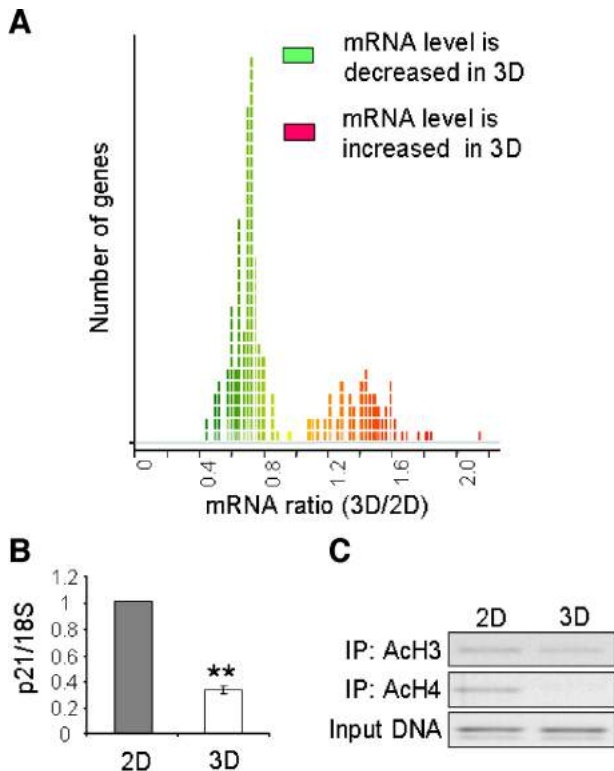 A
mRNA level is
decreased in 3D
mRNA level is
increased in 3D
Number of genes
0
0.4
0.8
1.2
1.6
2.0
mRNA ratio (3D/2D)
B
p21/18S
1.2
1
0.8
0.6
0.4
0.2
0
**
2D
3D
C
2D 3D
IP: AcH3
IP: AcH4
Input DNA